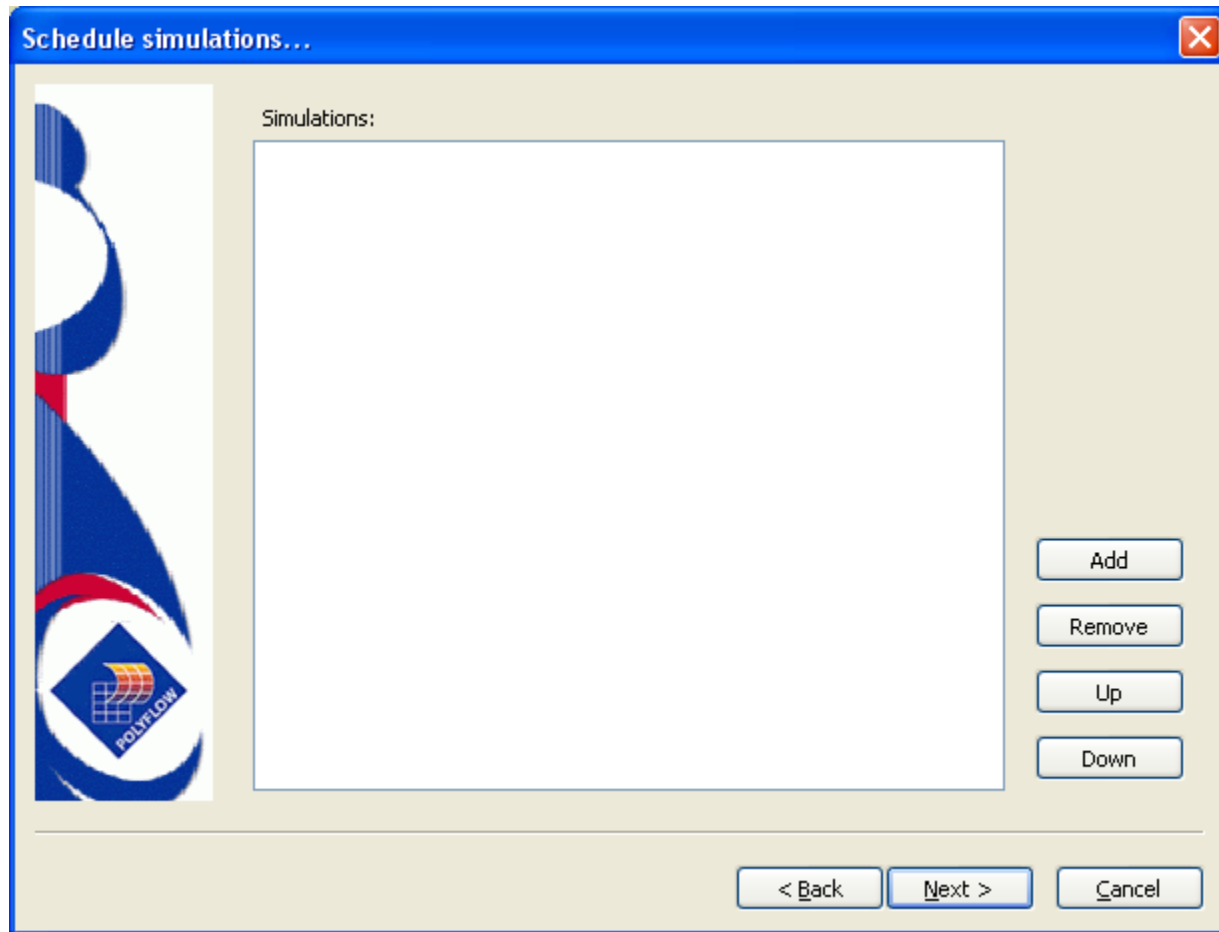 Schedule simulations...
Simulations:
Add
Remove
Up
Down
POLYFLOW
< Back
Next >
Cancel